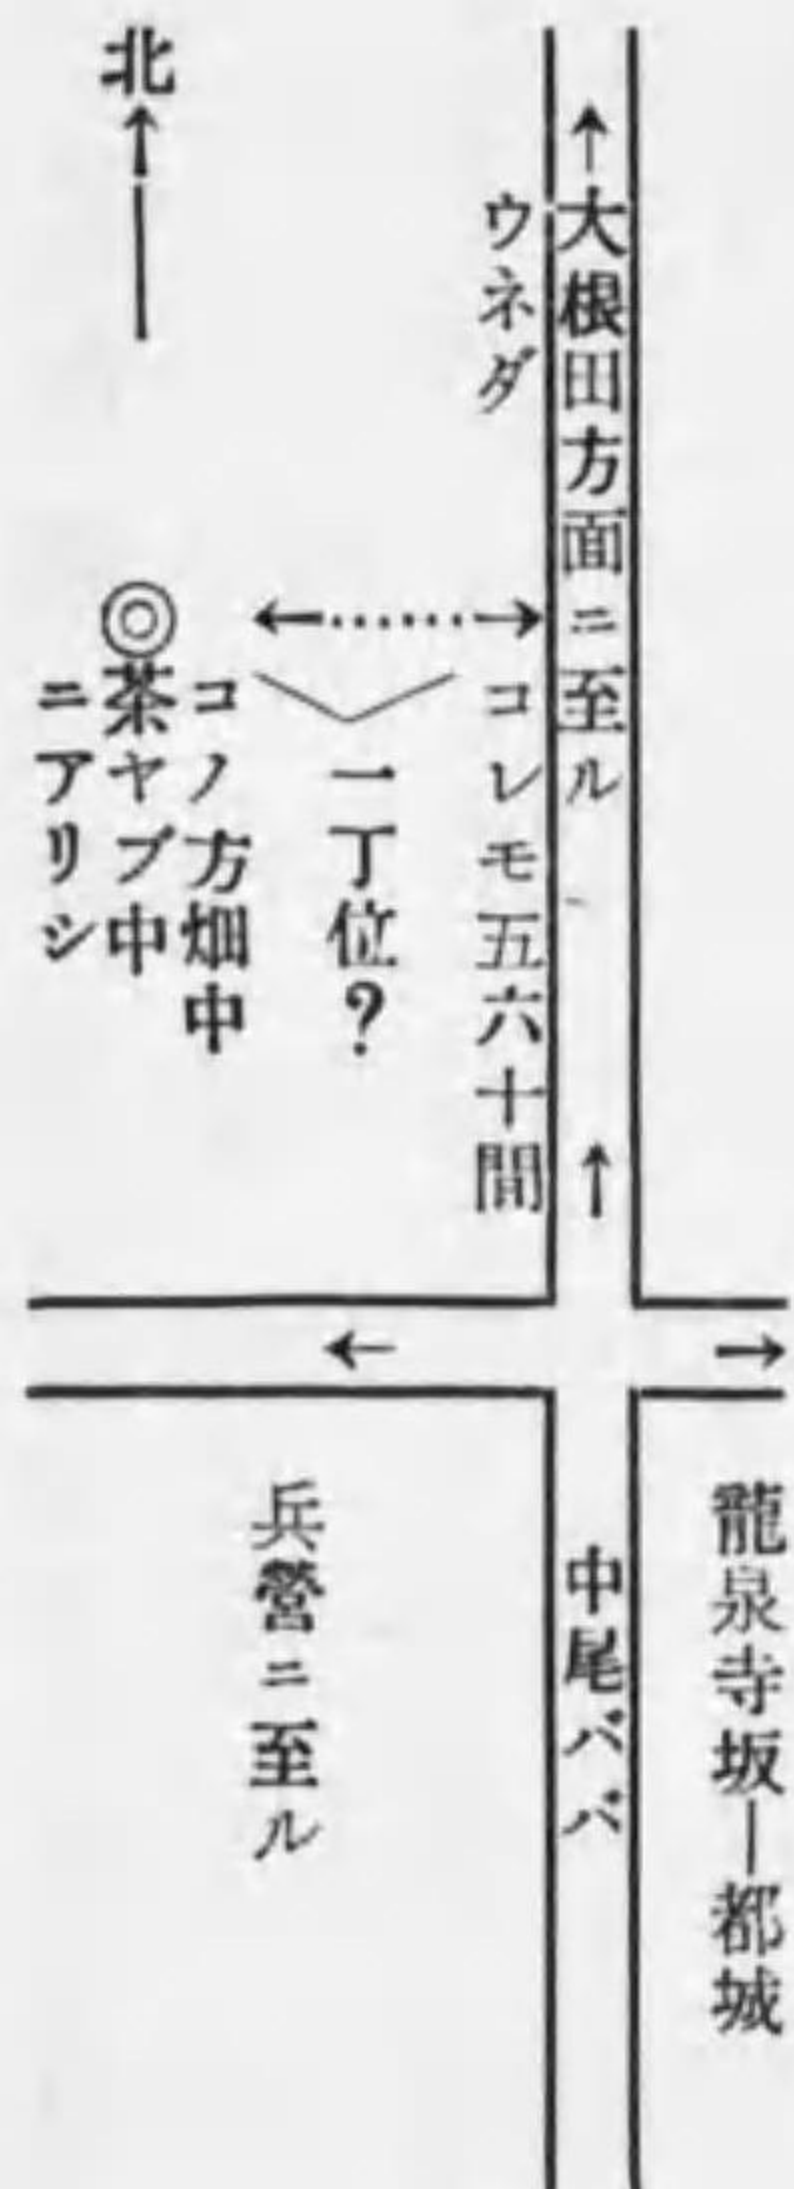 北
大根田方面ニ至ル
ウネダ
コレモ五六十間
一丁位？
コノ方畑中
◎茶ヤブ中
ニアリシ
龍泉寺坂―都城
中尾ババ
兵營ニ至ル